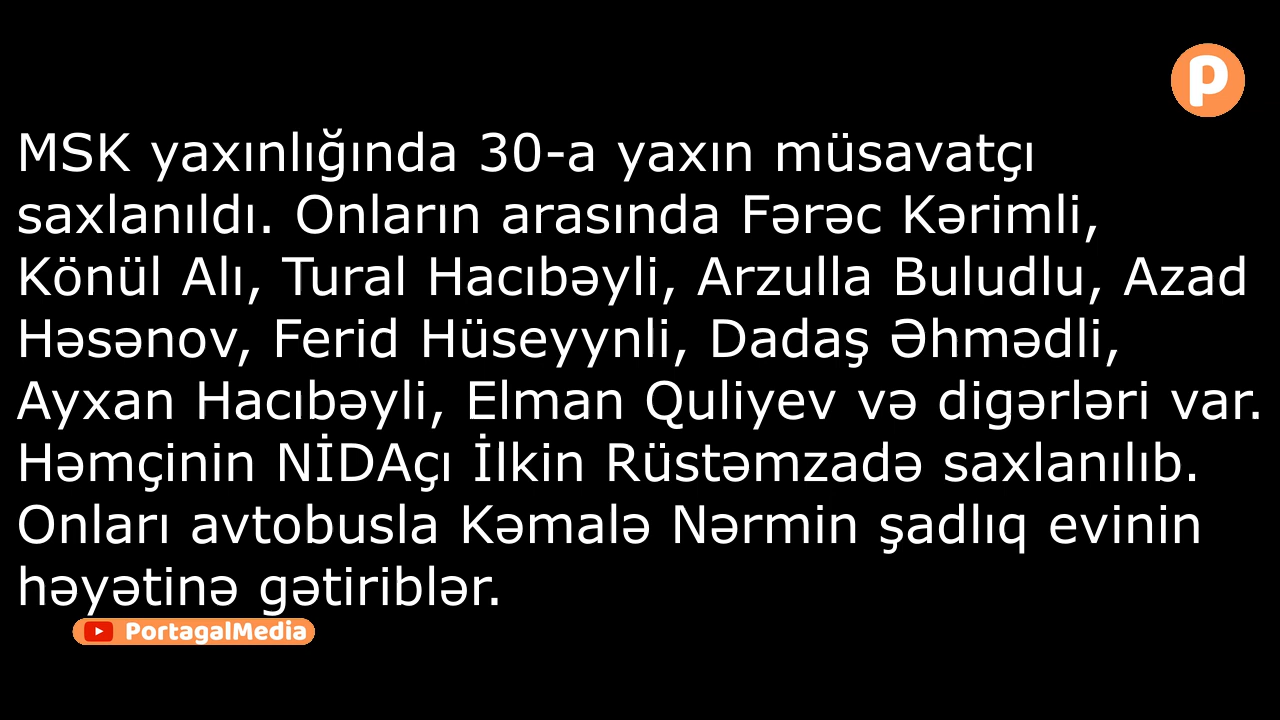 P
MSK yaxınlığında 30-a yaxın müsavatçı
saxlanıldı. Onların arasında Fərəc Kərimli,
Könül Alı, Tural Hacıbəyli, Arzulla Buludlu, Azad
Həsənov, Ferid Hüseyynli, Dadaş Əhmədli,
Ayxan Hacıbəyli, Elman Quliyev və digərləri var.
Həmçinin NİDAçı İlkin Rüstəmzadə saxlanılıb.
Onları avtobusla Kəmalə Nərmin şadlıq evinin
həyətinə gətiriblər.
PortagalMedia